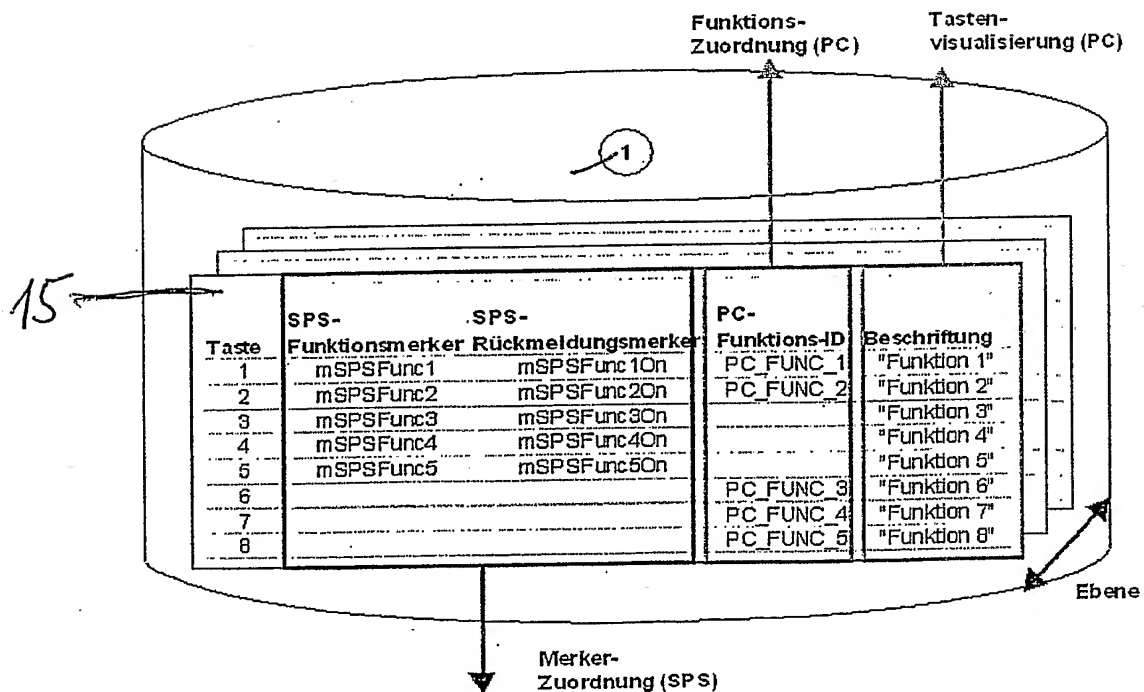 Funktions-
Zuordnung (PC)
Tasten-
visualisierung (PC)
1
15
Taste
SPS-
Funktionsmerker
SPS-
Rückmeldungsmerker
PC-
Funktions-ID
Beschriftung
1 mSPSFunc1 mSPSFunc1On PC_FUNC_1 "Funktion 1"
2 mSPSFunc2 mSPSFunc2On PC_FUNC_2 "Funktion 2"
3 mSPSFunc3 mSPSFunc3On "Funktion 3"
4 mSPSFunc4 mSPSFunc4On "Funktion 4"
5 mSPSFunc5 mSPSFunc5On "Funktion 5"
6 PC_FUNC_3 "Funktion 6"
7 PC_FUNC_4 "Funktion 7"
8 PC_FUNC_5 "Funktion 8"
Ebene
Merker-
Zuordnung (SPS)